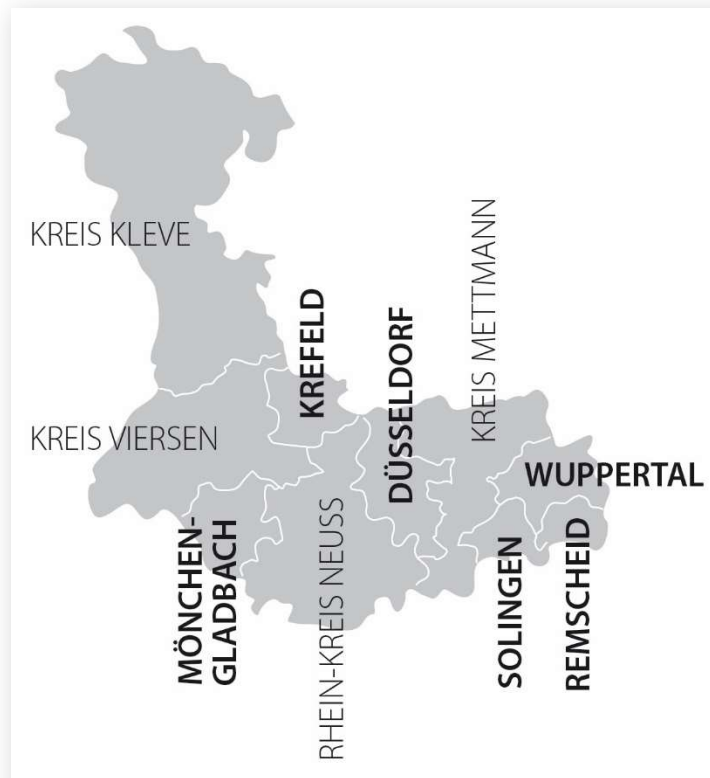 KREIS KLEVE
KREFELD
DÜSSELDORF
KREIS METTMANN
KREIS VIERSEN
WUPPERTAL
MÖNCHEN-
GLADBACH
RHEIN-KREIS NEUSS
SOLINGEN
REMSCHEID